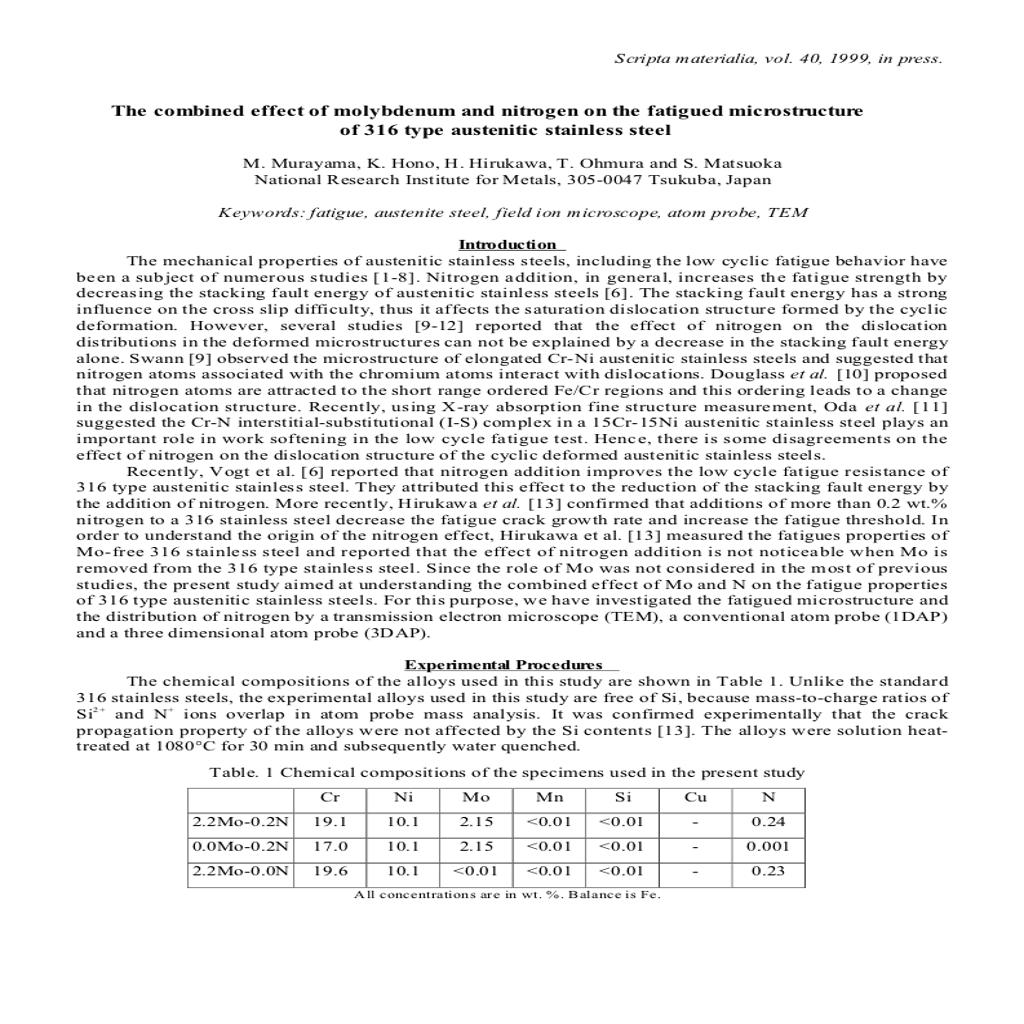 Scripta materialia, vol. 40, 1999, in press.
The combined effect of molybdenum and nitrogen on the fatigued microstructure
of 316 type austenitic stainless steel
M. Murayama, K. Hono, H. Hirukawa, T. Ohmura and S. Matsuoka
National Research Institute for Metals, 305-0047 Tsukuba, Japan
Keywords: fatigue, austenite steel, field ion microscope, atom probe, TEM
Introduction
The mechanical properties of austenitic stainless steels, including the low cyclic fatigue behavior have
been a subject of numerous studies [1-8]. Nitrogen addition, in general, increases the fatigue strength by
decreasing the stacking fault energy of austenitic stainless steels [6]. The stacking fault energy has a strong
influence on the cross slip difficulty, thus it affects the saturation dislocation structure formed by the cyclic
deformation. However, several studies [9-12] reported that the effect of nitrogen on the dislocation
distributions in the deformed microstructures can not be explained by a decrease in the stacking fault energy
alone. Swann [9] observed the microstructure of elongated Cr-Ni austenitic stainless steels and suggested that
nitrogen atoms associated with the chromium atoms interact with dislocations. Douglass et al. [10] proposed
that nitrogen atoms are attracted to the short range ordered Fe/Cr regions and this ordering leads to a change
in the dislocation structure. Recently, using X-ray absorption fine structure measurement, Oda et al. [11]
suggested the Cr-N interstitial-substitutional (I-S) complex in a 15Cr-15Ni austenitic stainless steel plays an
important role in work softening in the low cycle fatigue test. Hence, there is some disagreements on the
effect of nitrogen on the dislocation structure of the cyclic deformed austenitic stainless steels.
Recently, Vogt et al. [6] reported that nitrogen addition improves the low cycle fatigue resistance of
316 type austenitic stainless steel. They attributed this effect to the reduction of the stacking fault energy by
the addition of nitrogen. More recently, Hirukawa et al. [13] confirmed that additions of more than 0.2 wt.%
nitrogen to a 316 stainless steel decrease the fatigue crack growth rate and increase the fatigue threshold. In
order to understand the origin of the nitrogen effect, Hirukawa et al. [13] measured the fatigues properties of
Mo-free 316 stainless steel and reported that the effect of nitrogen addition is not noticeable when Mo is
removed from the 316 type stainless steel. Since the role of Mo was not considered in the most of previous
studies, the present study aimed at understanding the combined effect of Mo and N on the fatigue properties
of 316 type austenitic stainless steels. For this purpose, we have investigated the fatigued microstructure and
the distribution of nitrogen by a transmission electron microscope (TEM), a conventional atom probe (1DAP)
and a three dimensional atom probe (3DAP).
Experimental Procedures
The chemical compositions of the alloys used in this study are shown in Table 1. Unlike the standard
316 stainless steels, the experimental alloys used in this study are free of Si, because mass-to-charge ratios of
Si²⁺ and N⁺ ions overlap in atom probe mass analysis. It was confirmed experimentally that the crack
propagation property of the alloys were not affected by the Si contents [13]. The alloys were solution heat-
treated at 1080°C for 30 min and subsequently water quenched.
Table. 1 Chemical compositions of the specimens used in the present study
Cr Ni Mo Mn Si Cu N
2.2Mo-0.2N 19.1 10.1 2.15 <0.01 <0.01 - 0.24
0.0Mo-0.2N 17.0 10.1 2.15 <0.01 <0.01 - 0.001
2.2Mo-0.0N 19.6 10.1 <0.01 <0.01 <0.01 - 0.23
All concentrations are in wt. %. Balance is Fe.